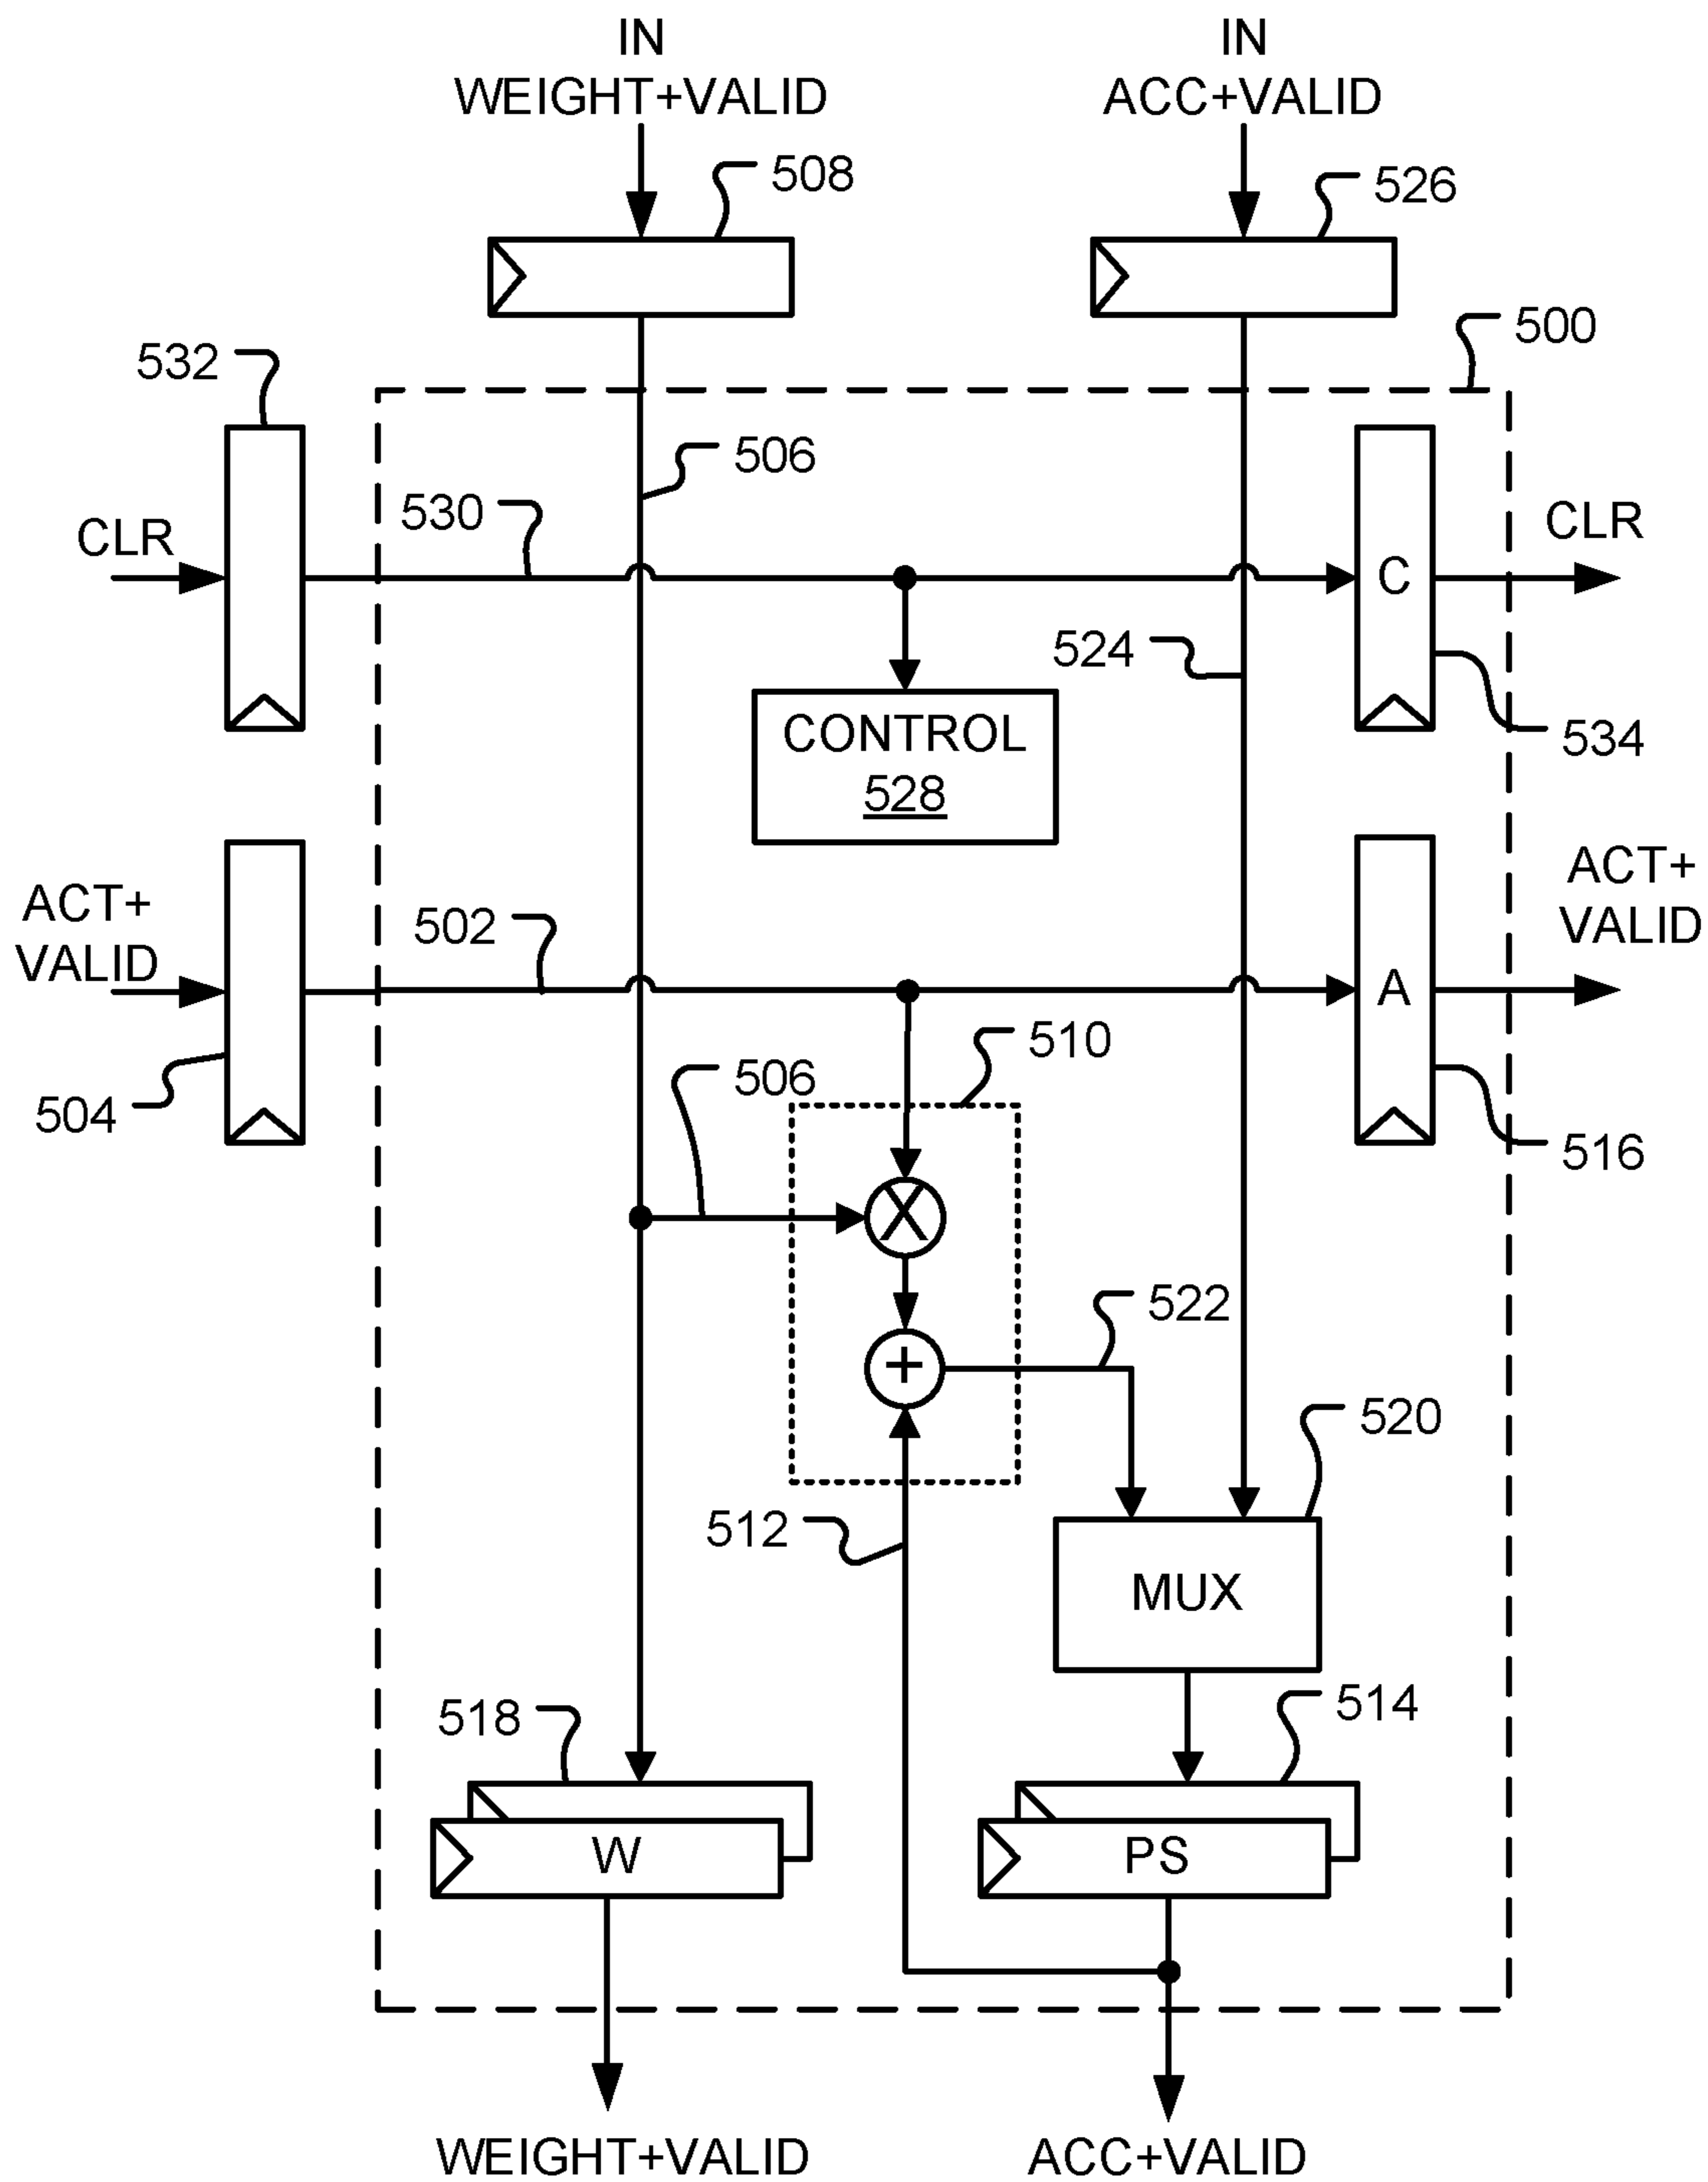 IN
WEIGHT+VALID
IN
ACC+VALID
508
526
500
532
506
530
CLR
CLR
C
524
CONTROL
528
534
ACT+
VALID
ACT+
VALID
502
A
510
506
504
516
X
522
+
520
512
MUX
518
514
W
PS
WEIGHT+VALID
ACC+VALID